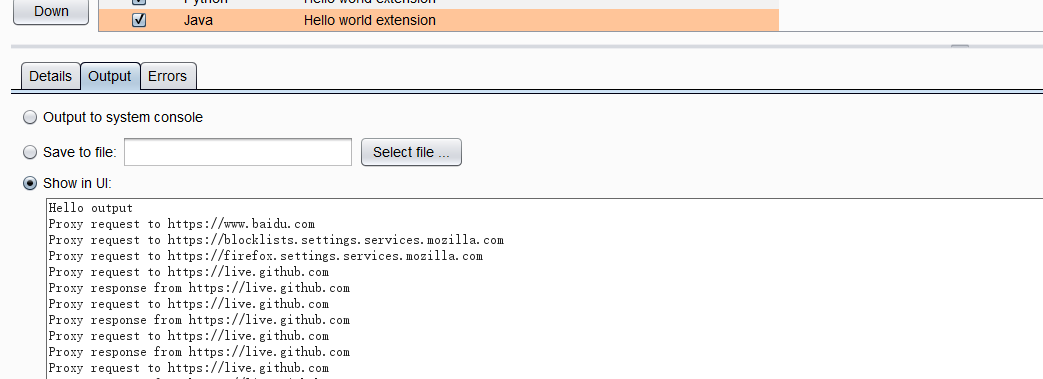 Down
Python Hello world extension
Java Hello world extension
Details Output Errors
Output to system console
Save to file: Select file ...
Show in UI:
Hello output
Proxy request to https://www.baidu.com
Proxy request to https://blocklists.settings.services.mozilla.com
Proxy request to https://firefox.settings.services.mozilla.com
Proxy request to https://live.github.com
Proxy response from https://live.github.com
Proxy request to https://live.github.com
Proxy response from https://live.github.com
Proxy request to https://live.github.com
Proxy response from https://live.github.com
Proxy request to https://live.github.com